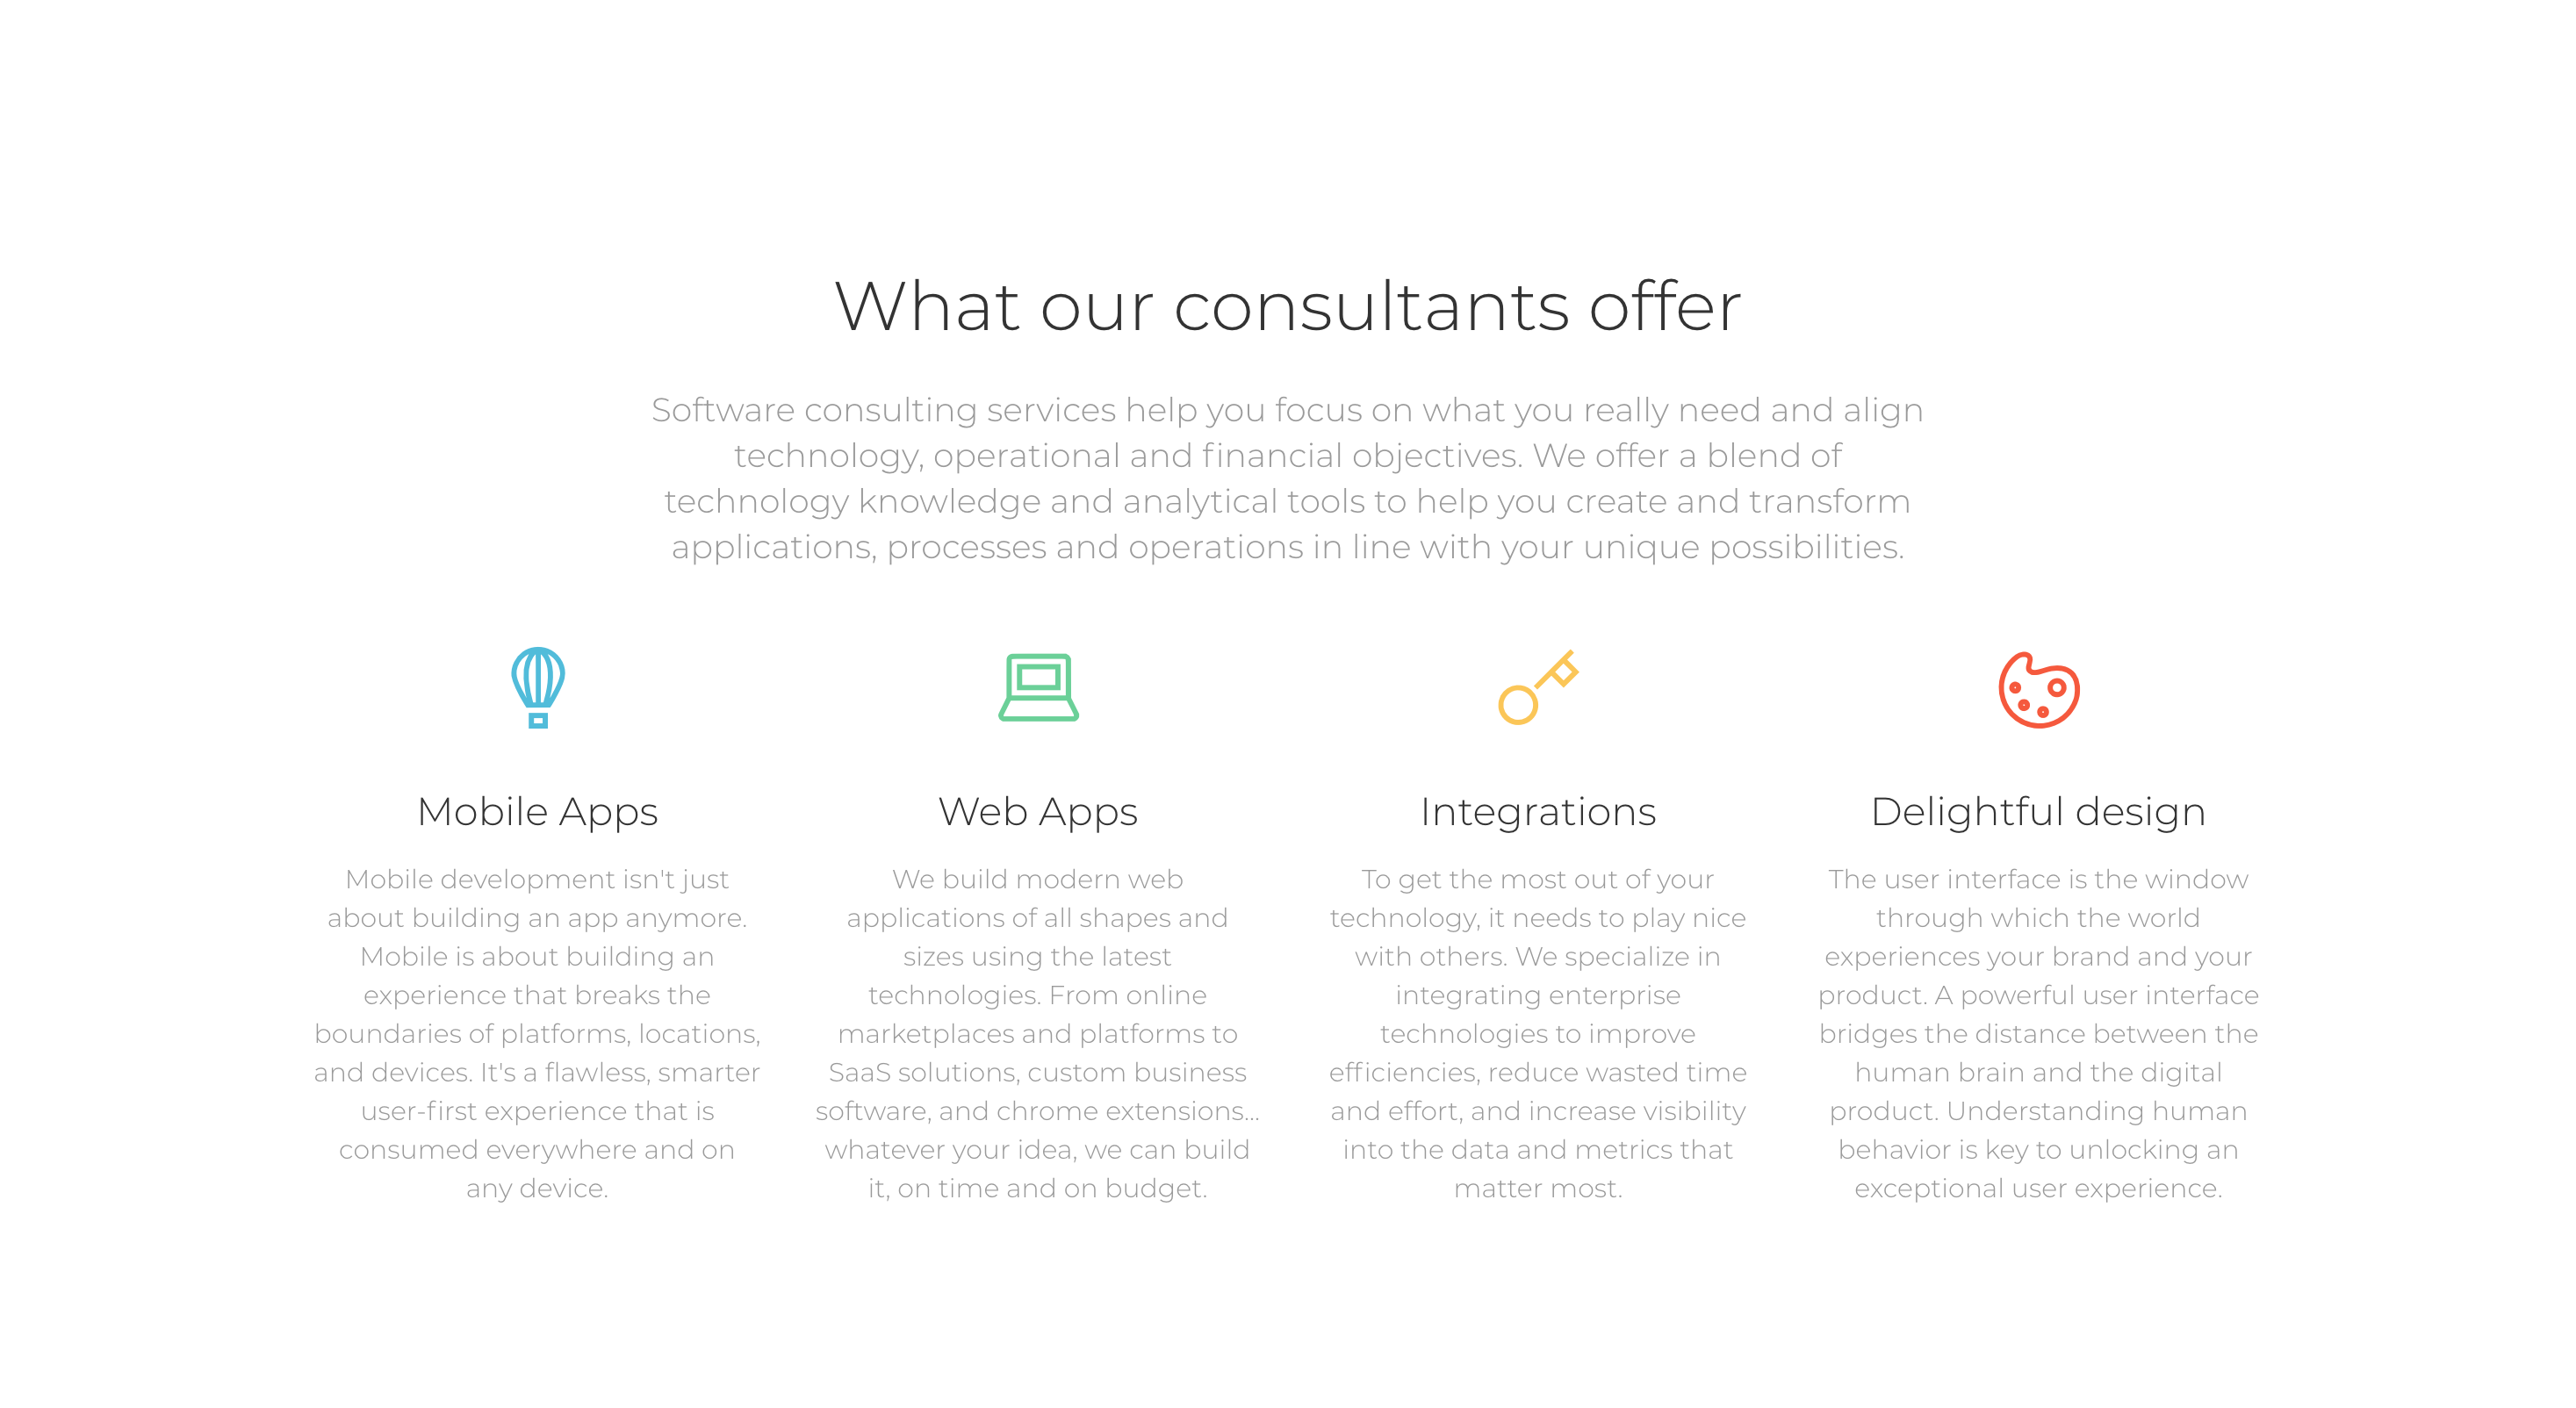 What our consultants offer
Software consulting services help you focus on what you really need and align
technology, operational and financial objectives. We offer a blend of
technology knowledge and analytical tools to help you create and transform
applications, processes and operations in line with your unique possibilities.
Mobile Apps
Mobile development isn't just
about building an app anymore.
Mobile is about building an
experience that breaks the
boundaries of platforms, locations,
and devices. It's a flawless, smarter
user-first experience that is
consumed everywhere and on
any device.
Web Apps
We build modern web
applications of all shapes and
sizes using the latest
technologies. From online
marketplaces and platforms to
SaaS solutions, custom business
software, and chrome extensions...
whatever your idea, we can build
it, on time and on budget.
Integrations
To get the most out of your
technology, it needs to play nice
with others. We specialize in
integrating enterprise
technologies to improve
efficiencies, reduce wasted time
and effort, and increase visibility
into the data and metrics that
matter most.
Delightful design
The user interface is the window
through which the world
experiences your brand and your
product. A powerful user interface
bridges the distance between the
human brain and the digital
product. Understanding human
behavior is key to unlocking an
exceptional user experience.